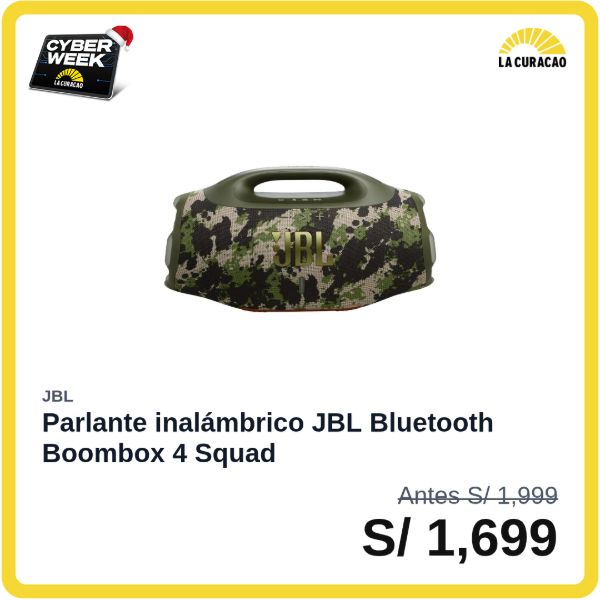 CYBER
WEEK
LA CURACAO
LA CURACAO
JBL
JBL
Parlante inalámbrico JBL Bluetooth
Boombox 4 Squad
Antes S/ 1,999
S/ 1,699